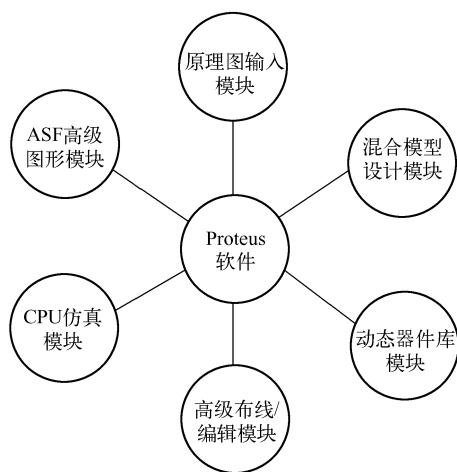 原理图输入
模块
ASF高级
图形模块
混合模型
设计模块
Proteus
软件
CPU仿真
模块
动态器件库
模块
高级布线/
编辑模块